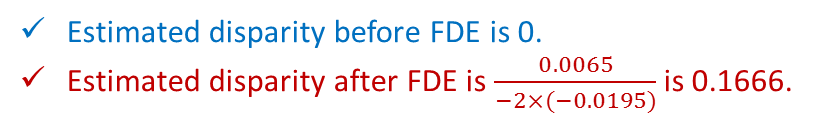 ✓ Estimated disparity before FDE is 0.
✓ Estimated disparity after FDE is \frac{0.0065}{-2×(-0.0195)} is 0.1666.